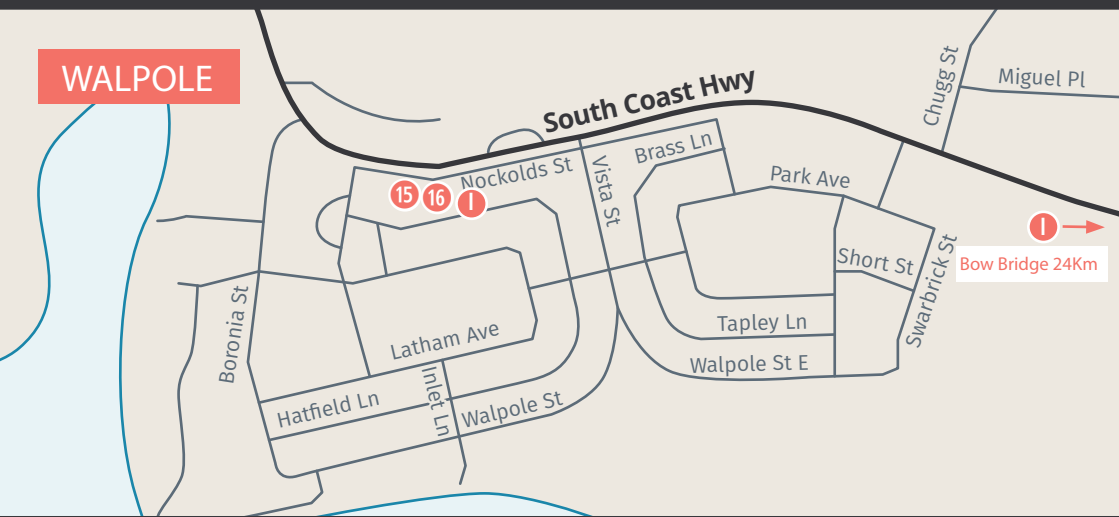 WALPOLE
South Coast Hwy
Chugg St
Miguel Pl
Nockolds St
Vista St
Brass Ln
Park Ave
15
16
I
I
Bow Bridge 24Km
Short St
Swarbrick St
Boronia St
Latham Ave
Tapley Ln
Walpole St E
Hatfield Ln
Inlet Ln
Walpole St